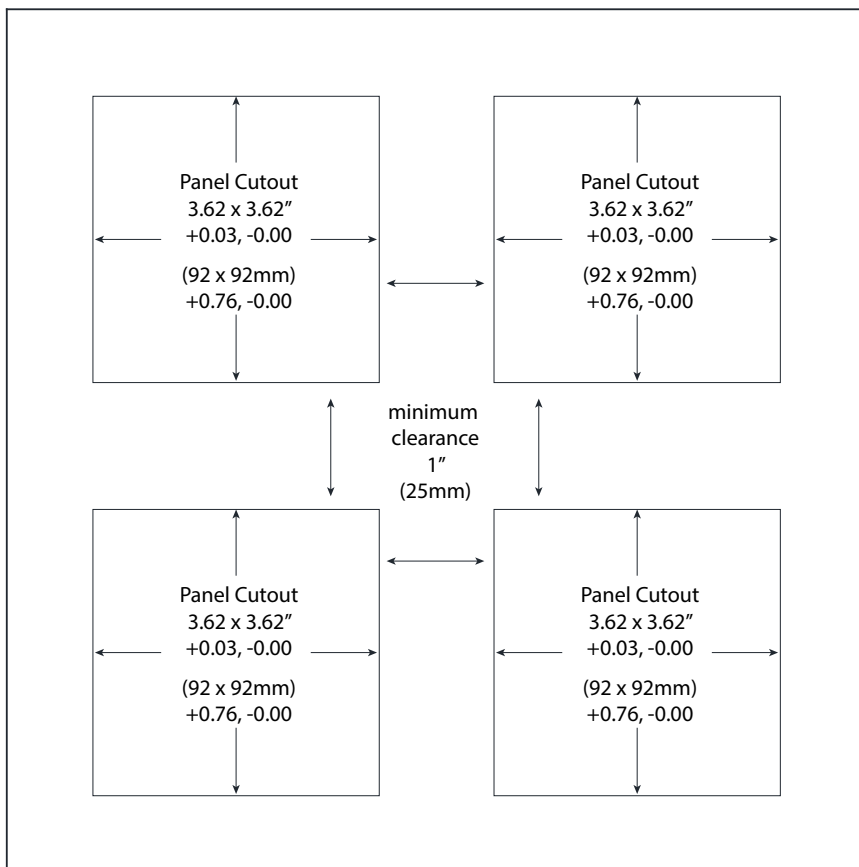 Panel Cutout
3.62 x 3.62″
+0.03, -0.00
(92 x 92mm)
+0.76, -0.00
Panel Cutout
3.62 x 3.62″
+0.03, -0.00
(92 x 92mm)
+0.76, -0.00
minimum
clearance
1″
(25mm)
Panel Cutout
3.62 x 3.62″
+0.03, -0.00
(92 x 92mm)
+0.76, -0.00
Panel Cutout
3.62 x 3.62″
+0.03, -0.00
(92 x 92mm)
+0.76, -0.00